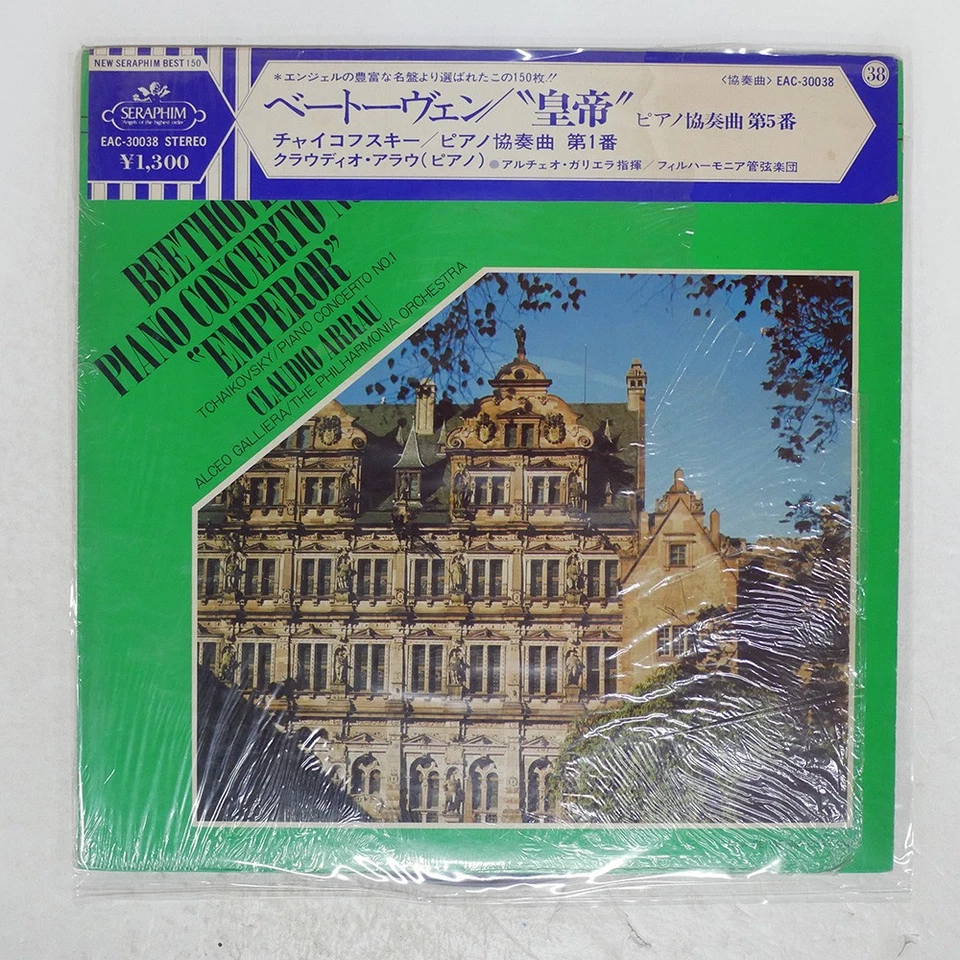 NEW SERAPHIM BEST 150
SERAPHIM
"Angels of the highest order"
EAC-30038 STEREO
¥1,300
*エンジェルの豊富な名盤より選ばれたこの150枚!!
〈協奏曲〉EAC-30038
38
ベートーヴェン/"皇帝" ピアノ協奏曲 第5番
チャイコフスキー/ピアノ協奏曲 第1番
クラウディオ・アラウ(ピアノ)●アルチェオ・ガリエラ指揮/フィルハーモニア管弦楽団
PIANO CONCERTO
"EMPEROR"
TCHAIKOVSKY/PIANO CONCERTO NO.1
CLAUDIO ARRAU
ALCEO GALLIERA/THE PHILHARMONIA ORCHESTRA